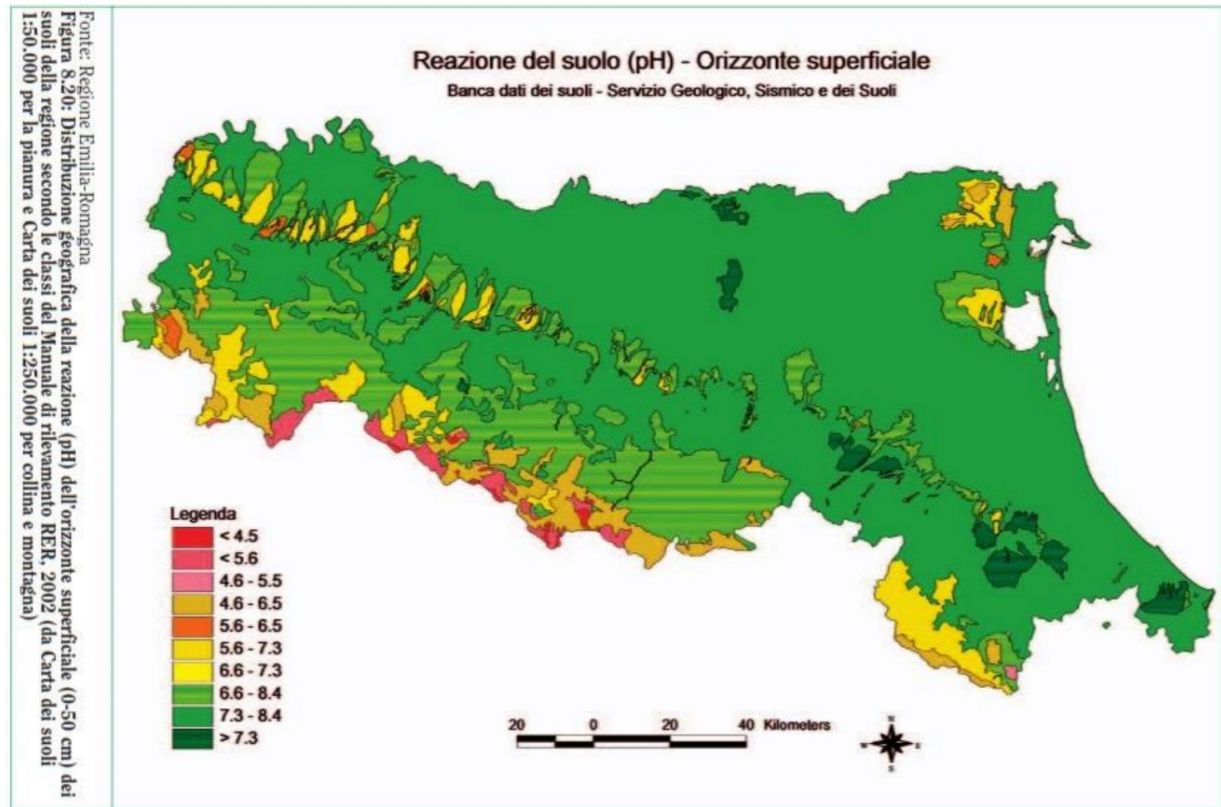 Reazione del suolo (pH) - Orizzonte superficiale
Banca dati dei suoli - Servizio Geologico, Sismico e dei Suoli
Legenda
< 4.5
< 5.6
4.6 - 5.5
4.6 - 6.5
5.6 - 6.5
5.6 - 7.3
6.6 - 7.3
6.6 - 8.4
7.3 - 8.4
> 7.3
20 0 20 40 Kilometers
N
W E
S
Fonte: Regione Emilia-Romagna
Figura 8.20: Distribuzione geografica della reazione (pH) dell'orizzonte superficiale (0-50 cm) dei
suoli della regione secondo le classi del Manuale di rilevamento RER, 2002 (da Carta dei suoli
1:50.000 per la pianura e Carta dei suoli 1:250.000 per collina e montagna)